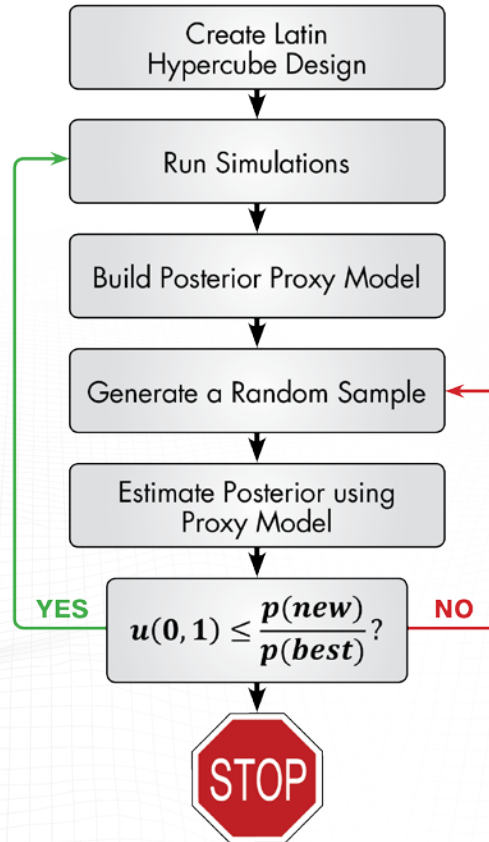 Create Latin
Hypercube Design
Run Simulations
Build Posterior Proxy Model
Generate a Random Sample
Estimate Posterior using
Proxy Model
YES
u(0, 1) ≤ p(new)/p(best)?
NO
STOP